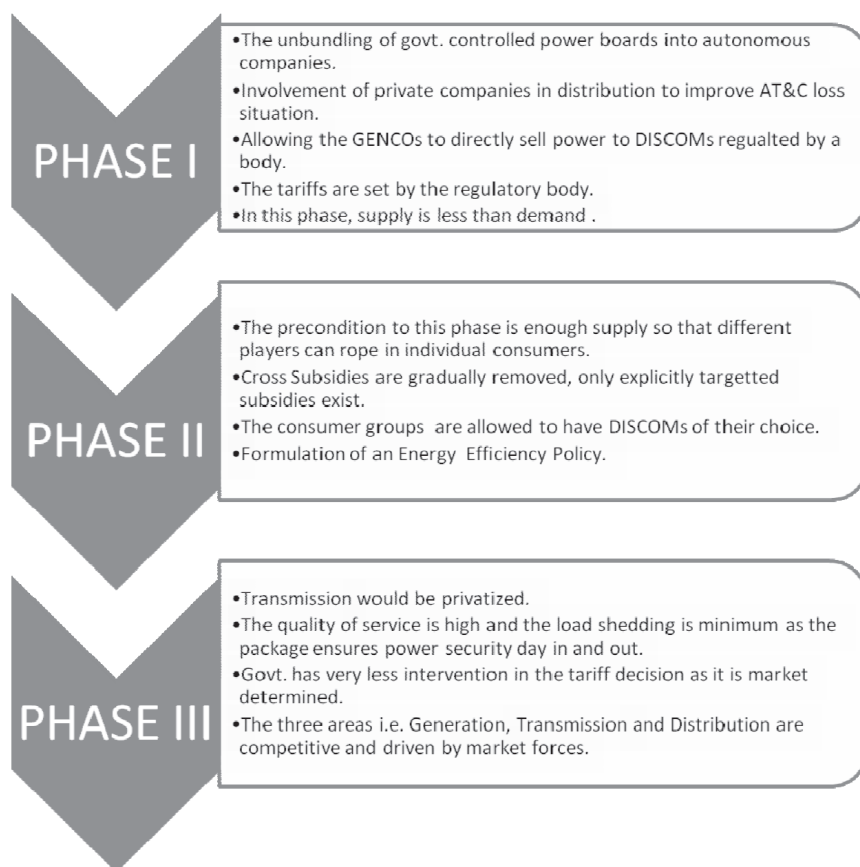 PHASE I
•The unbundling of govt. controlled power boards into autonomous
companies.
•Involvement of private companies in distribution to improve AT&C loss
situation.
•Allowing the GENCOs to directly sell power to DISCOMs regualted by a
body.
•The tariffs are set by the regulatory body.
•In this phase, supply is less than demand .
PHASE II
•The precondition to this phase is enough supply so that different
players can rope in individual consumers.
•Cross Subsidies are gradually removed, only explicitly targetted
subsidies exist.
•The consumer groups are allowed to have DISCOMs of their choice.
•Formulation of an Energy Efficiency Policy.
PHASE III
•Transmission would be privatized.
•The quality of service is high and the load shedding is minimum as the
package ensures power security day in and out.
•Govt. has very less intervention in the tariff decision as it is market
determined.
•The three areas i.e. Generation, Transmission and Distribution are
competitive and driven by market forces.